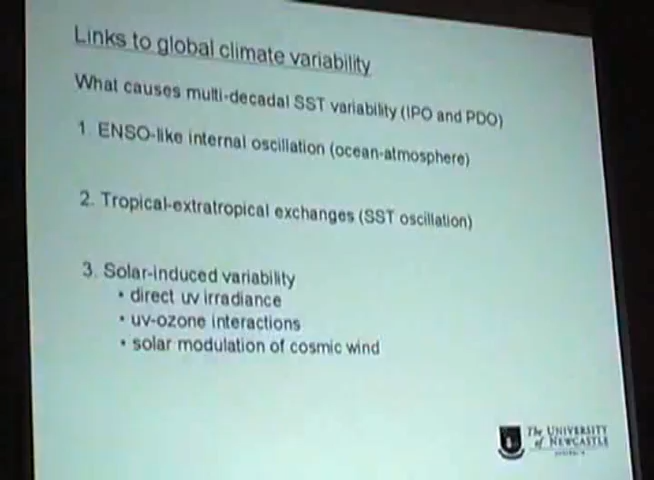 Links to global climate variability
What causes multi-decadal SST variability (IPO and PDO)
1. ENSO-like internal oscillation (ocean-atmosphere)
2. Tropical-extratropical exchanges (SST oscillation)
3. Solar-induced variability
• direct uv irradiance
• uv-ozone interactions
• solar modulation of cosmic wind
The UNIVERSITY
of NEWCASTLE